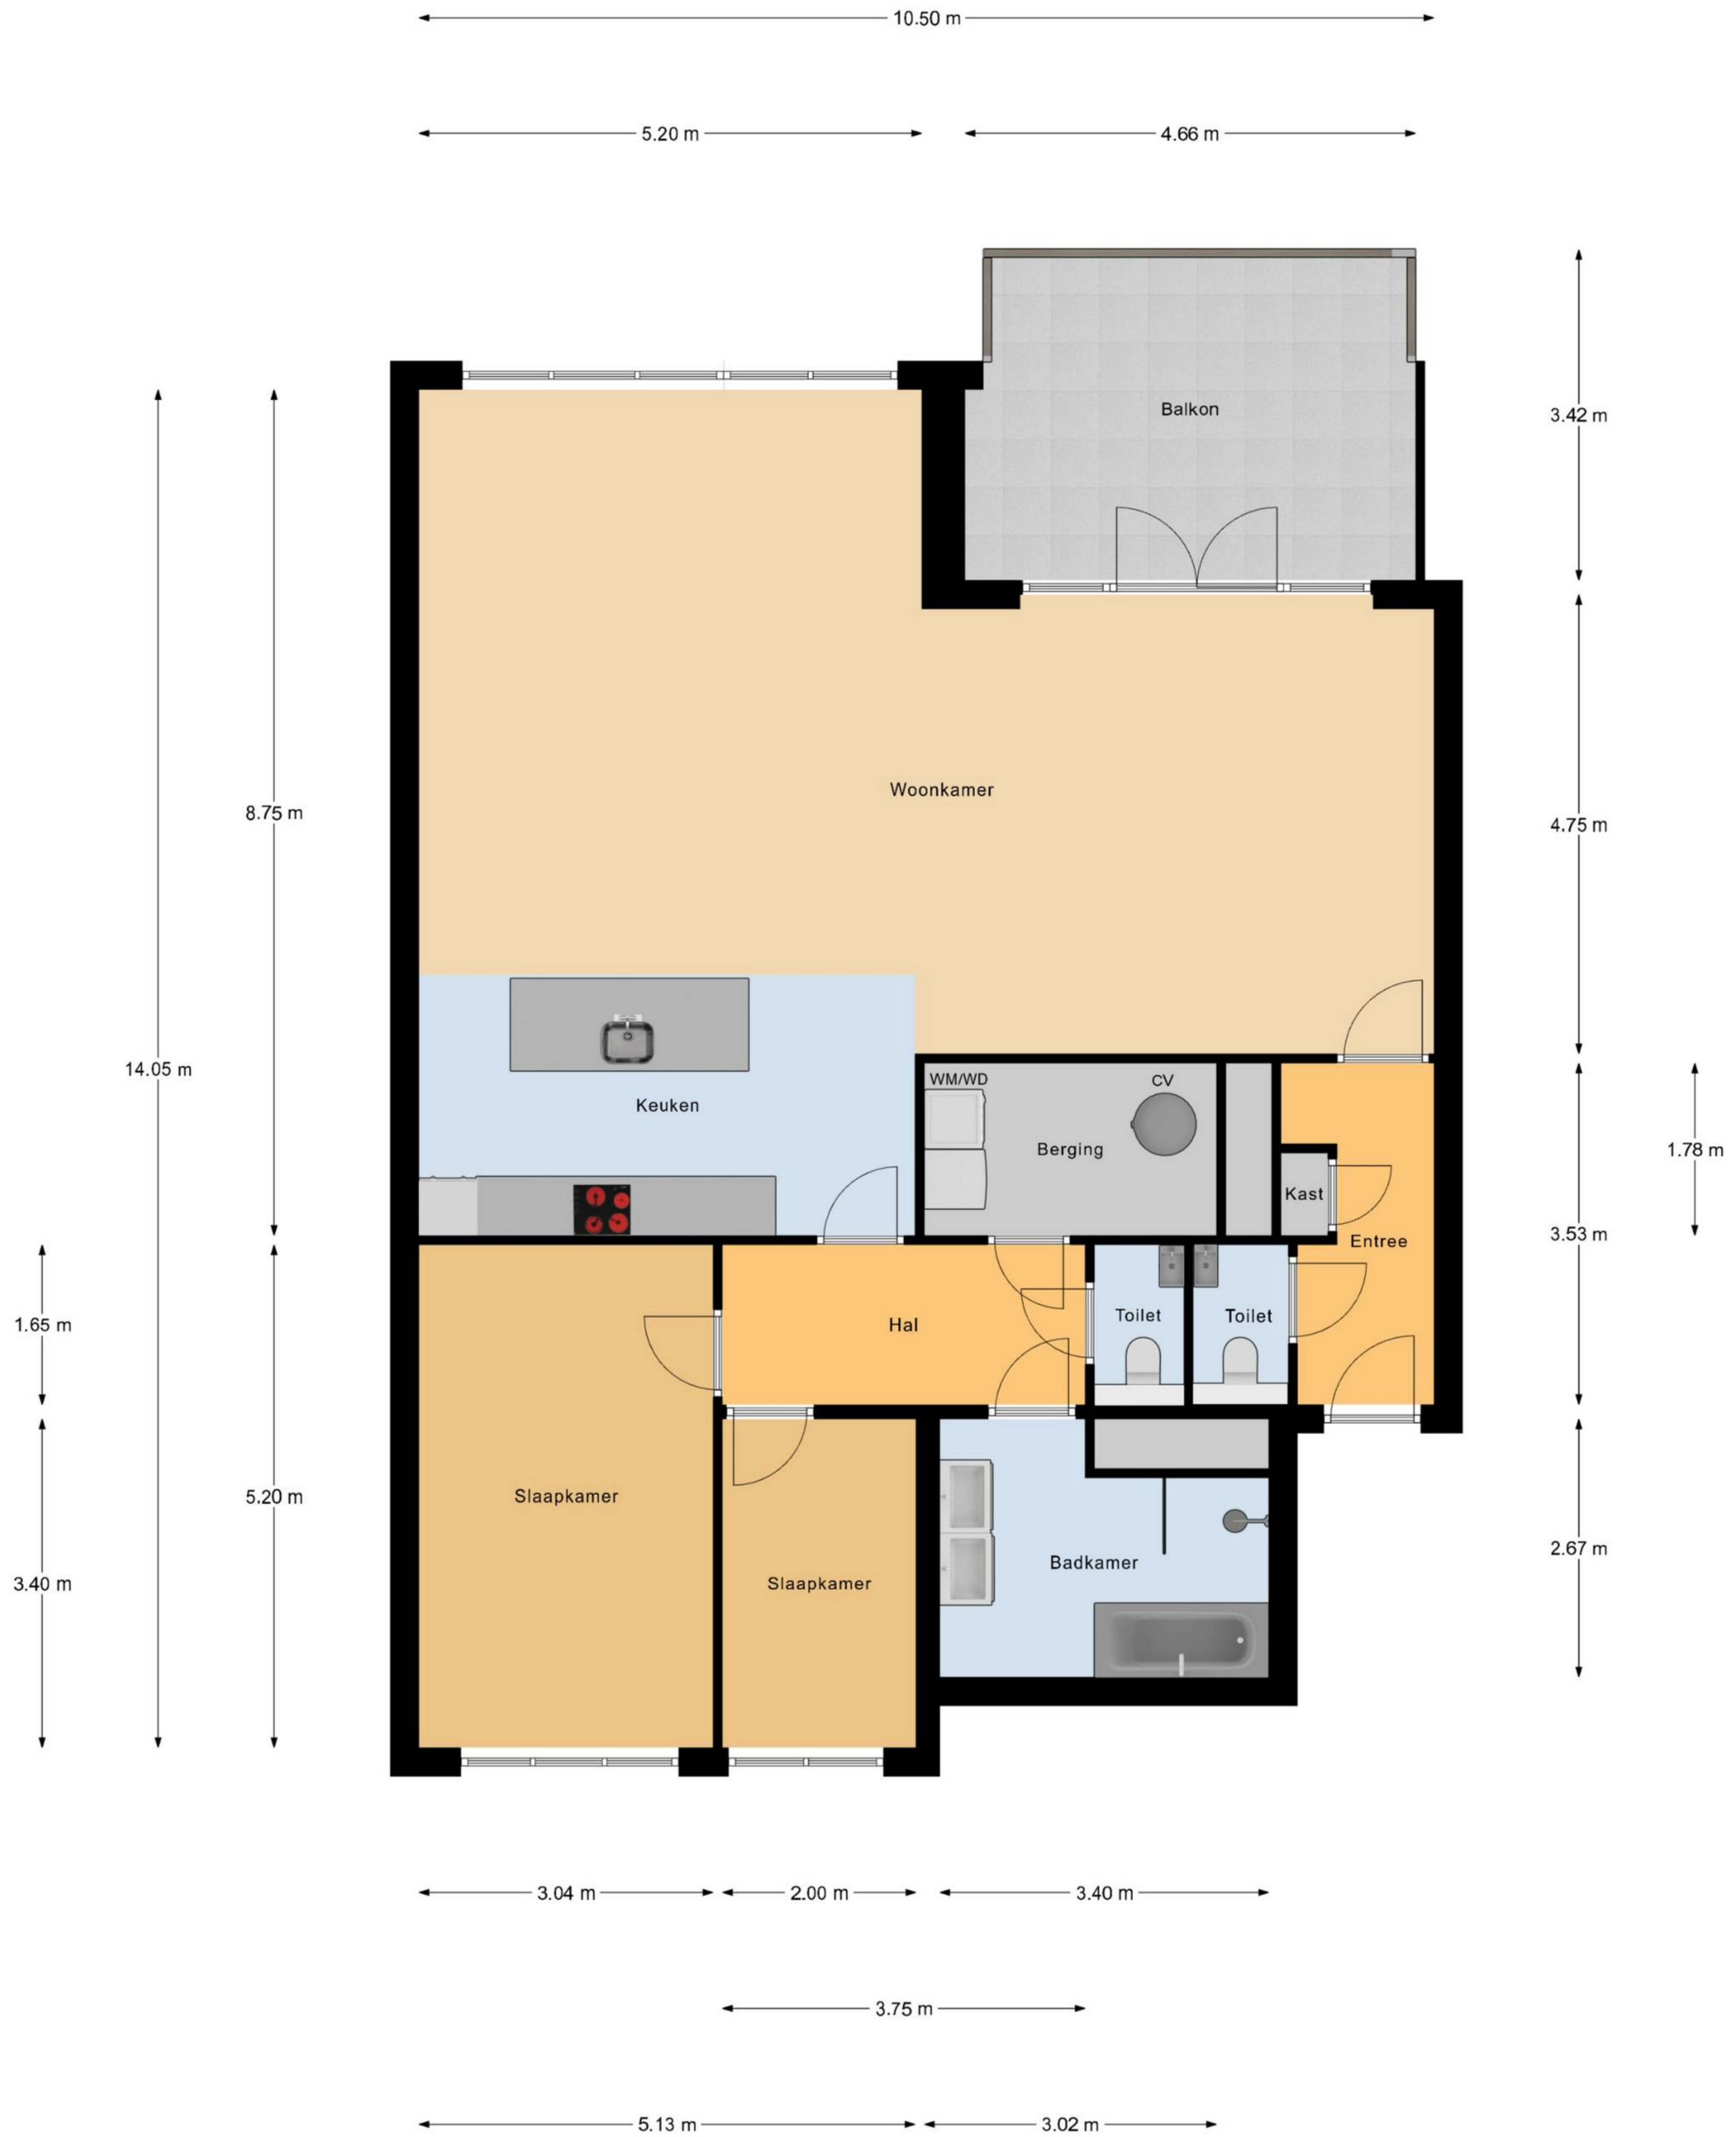 10.50 m
5.20 m
4.66 m
Balkon
3.42 m
Woonkamer
8.75 m
4.75 m
14.05 m
WM/WD
CV
Keuken
Berging
1.78 m
Kast
3.53 m
Entree
1.65 m
Hal
Toilet
Toilet
5.20 m
Slaapkamer
2.67 m
Badkamer
3.40 m
Slaapkamer
3.04 m
2.00 m
3.40 m
3.75 m
5.13 m
3.02 m